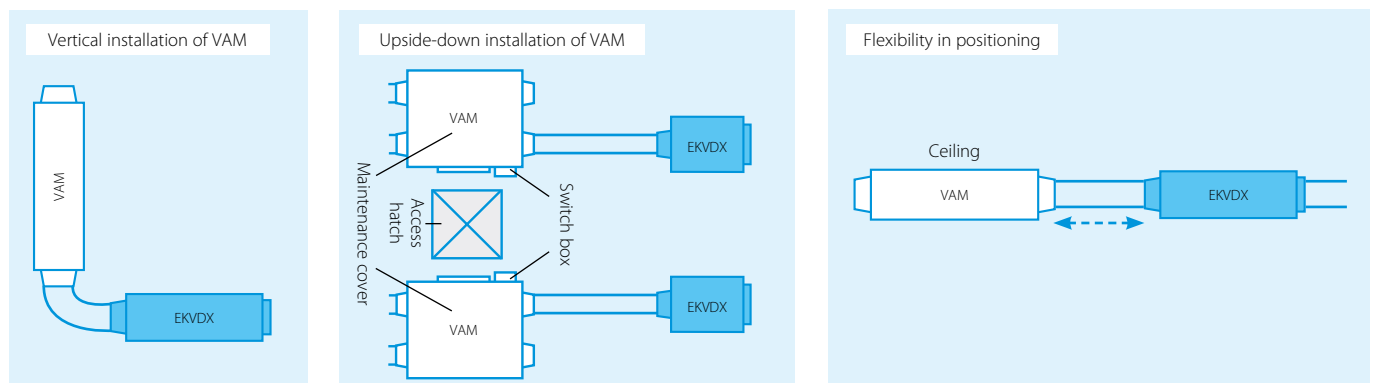 Vertical installation of VAM
VAM
EKVDX
Upside-down installation of VAM
VAM
EKVDX
Maintenance cover
Access
hatch
Switch box
VAM
EKVDX
Flexibility in positioning
Ceiling
VAM
EKVDX